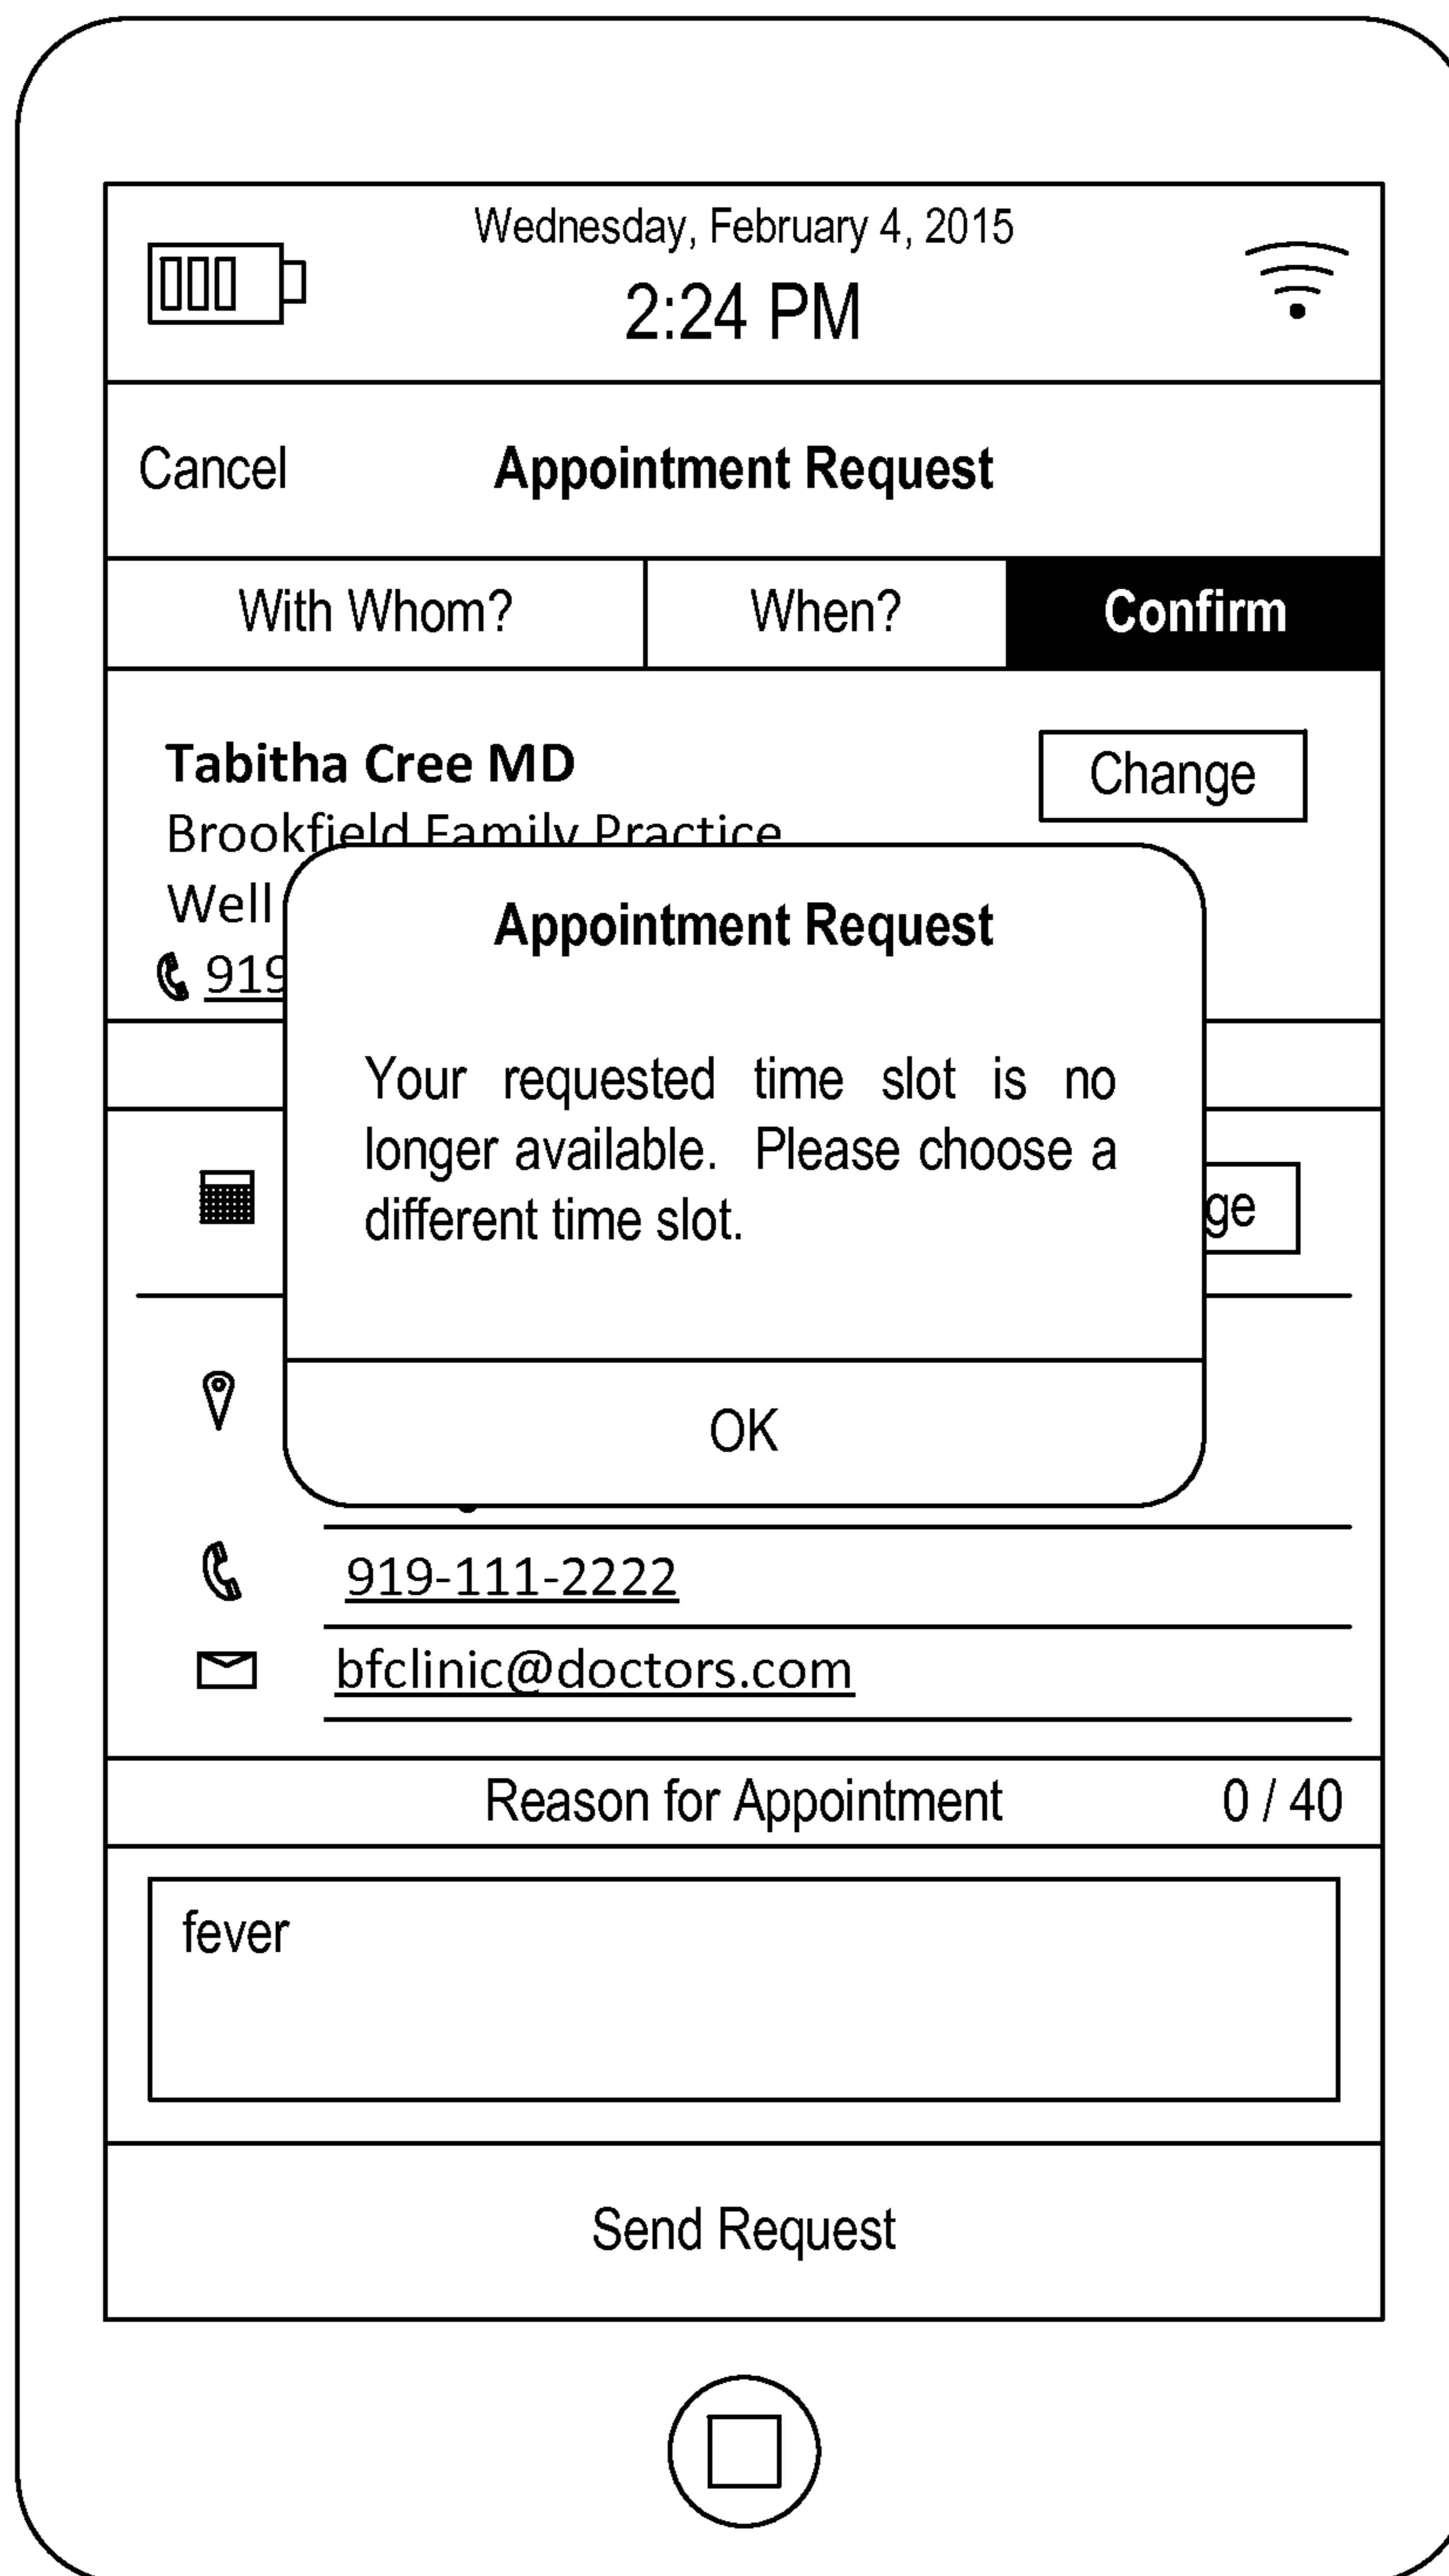 Wednesday, February 4, 2015
2:24 PM
Cancel Appointment Request
With Whom? When? Confirm
Tabitha Cree MD
Change
Brookfield Family Practice
Well
919
Appointment Request
Your requested time slot is no
longer available. Please choose a
different time slot.
ge
OK
919-111-2222
bfclinic@doctors.com
Reason for Appointment 0 / 40
fever
Send Request